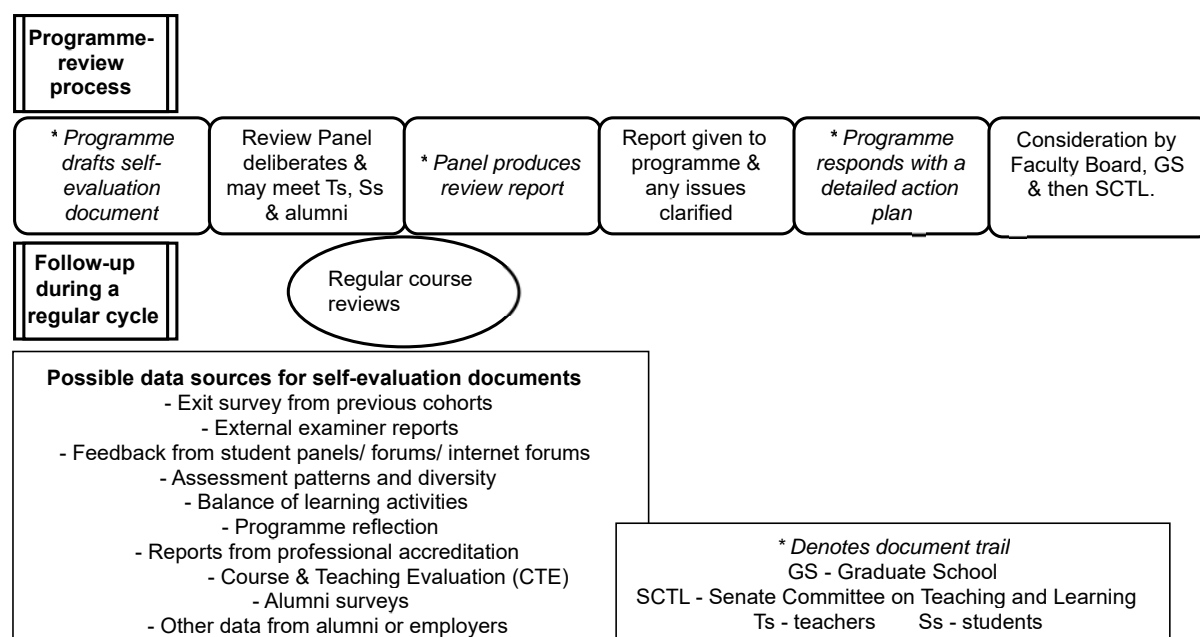 Programme-
review
process
* Programme
drafts self-
evaluation
document
Review Panel
deliberates &
may meet Ts, Ss
& alumni
* Panel produces
review report
Report given to
programme &
any issues
clarified
* Programme
responds with a
detailed action
plan
Consideration by
Faculty Board, GS
& then SCTL.
Follow-up
during a
regular cycle
Regular course
reviews
Possible data sources for self-evaluation documents
- Exit survey from previous cohorts
- External examiner reports
- Feedback from student panels/ forums/ internet forums
- Assessment patterns and diversity
- Balance of learning activities
- Programme reflection
- Reports from professional accreditation
- Course & Teaching Evaluation (CTE)
- Alumni surveys
- Other data from alumni or employers
* Denotes document trail
GS - Graduate School
SCTL - Senate Committee on Teaching and Learning
Ts - teachers Ss - students